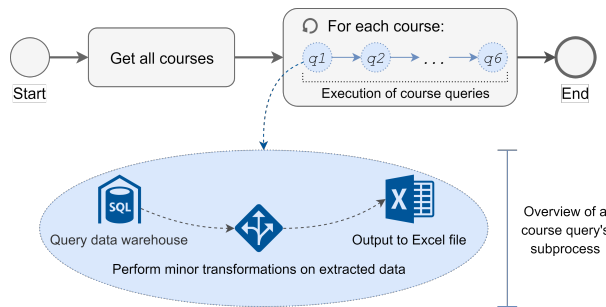 For each course:
Get all courses
q1
q2
...
q6
Execution of course queries
Start
End
SQL
X
Query data warehouse
Output to Excel file
Perform minor transformations on extracted data
Overview of a
course query's
subprocess